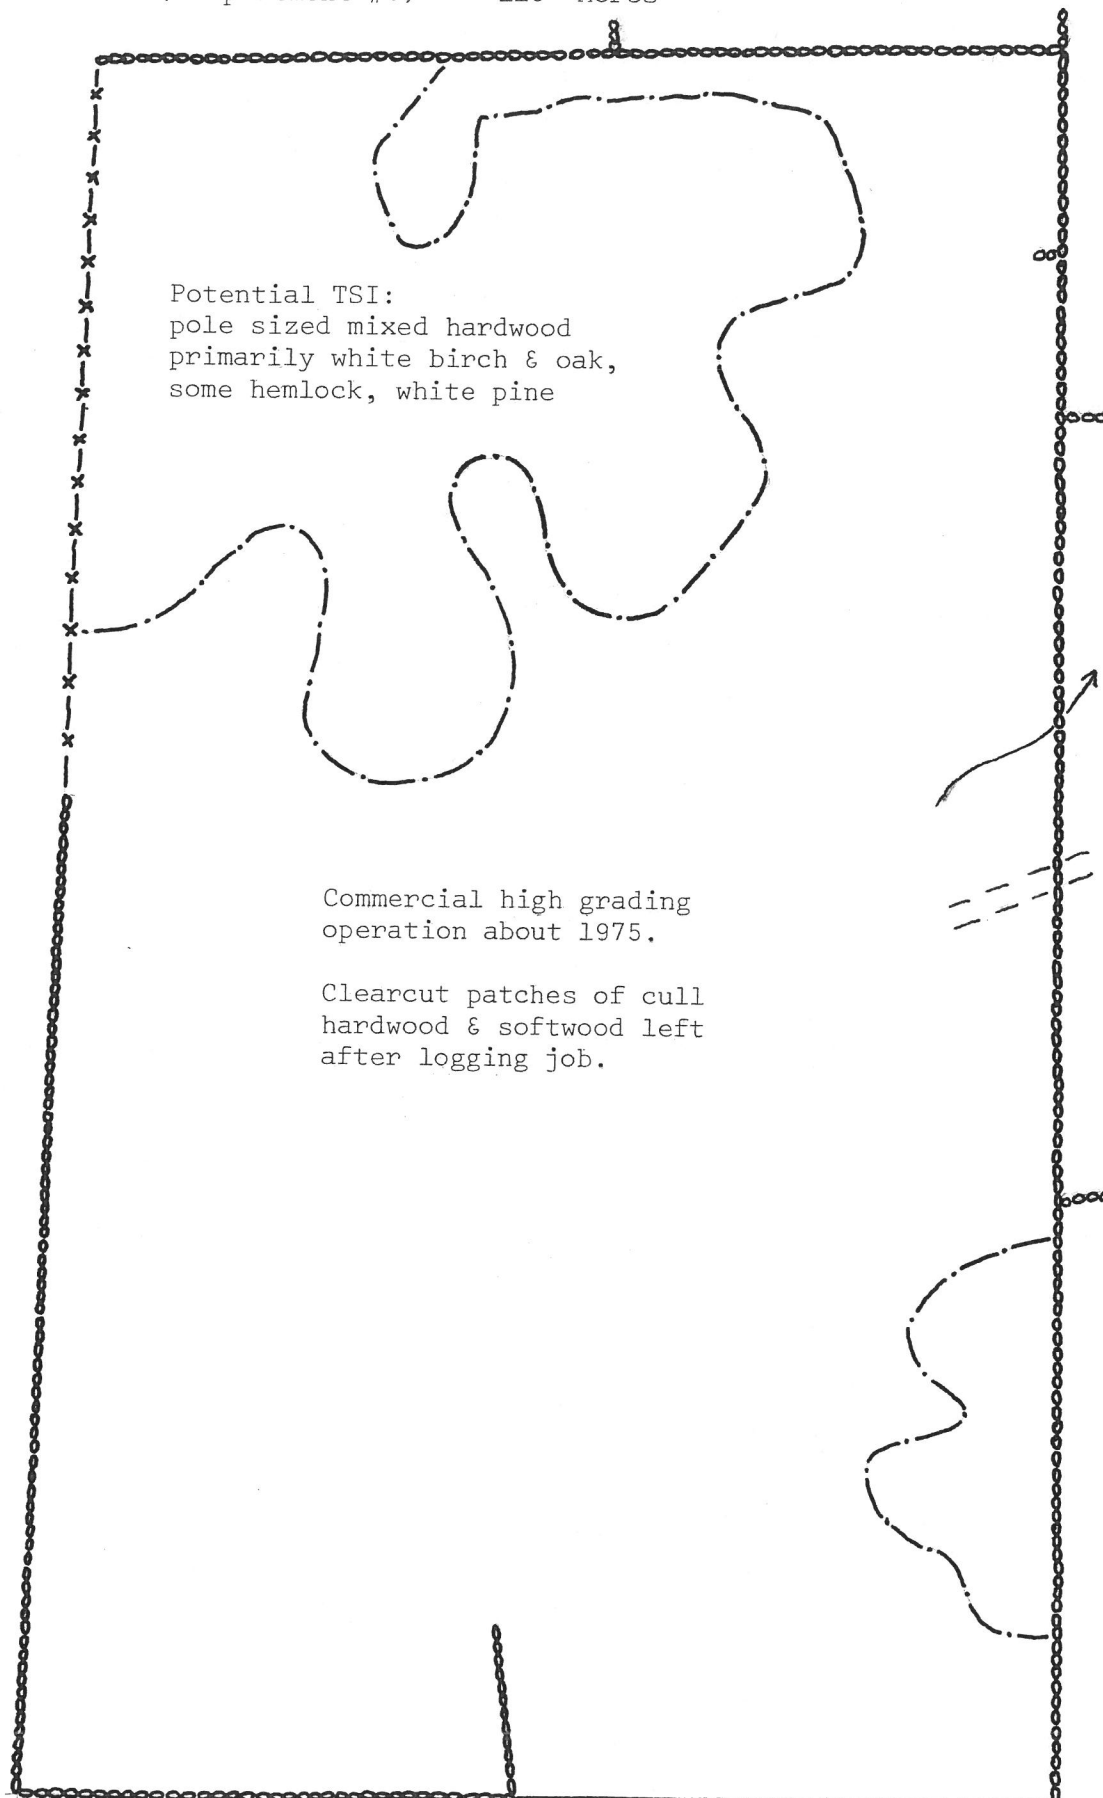 Acres
Potential TSI:
pole sized mixed hardwood
primarily white birch & oak,
some hemlock, white pine
Commercial high grading
operation about 1975.
Clearcut patches of cull
hardwood & softwood left
after logging job.